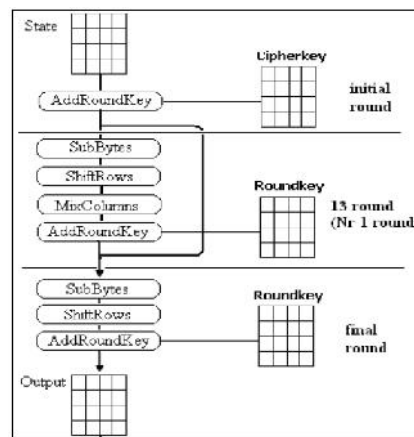 State
Cipherkey
AddRoundKey
initial
round
SubBytes
ShiftRows
MixColumns
AddRoundKey
Roundkey
13 round
(Nr 1 round
SubBytes
ShiftRows
AddRoundKey
Roundkey
final
round
Output